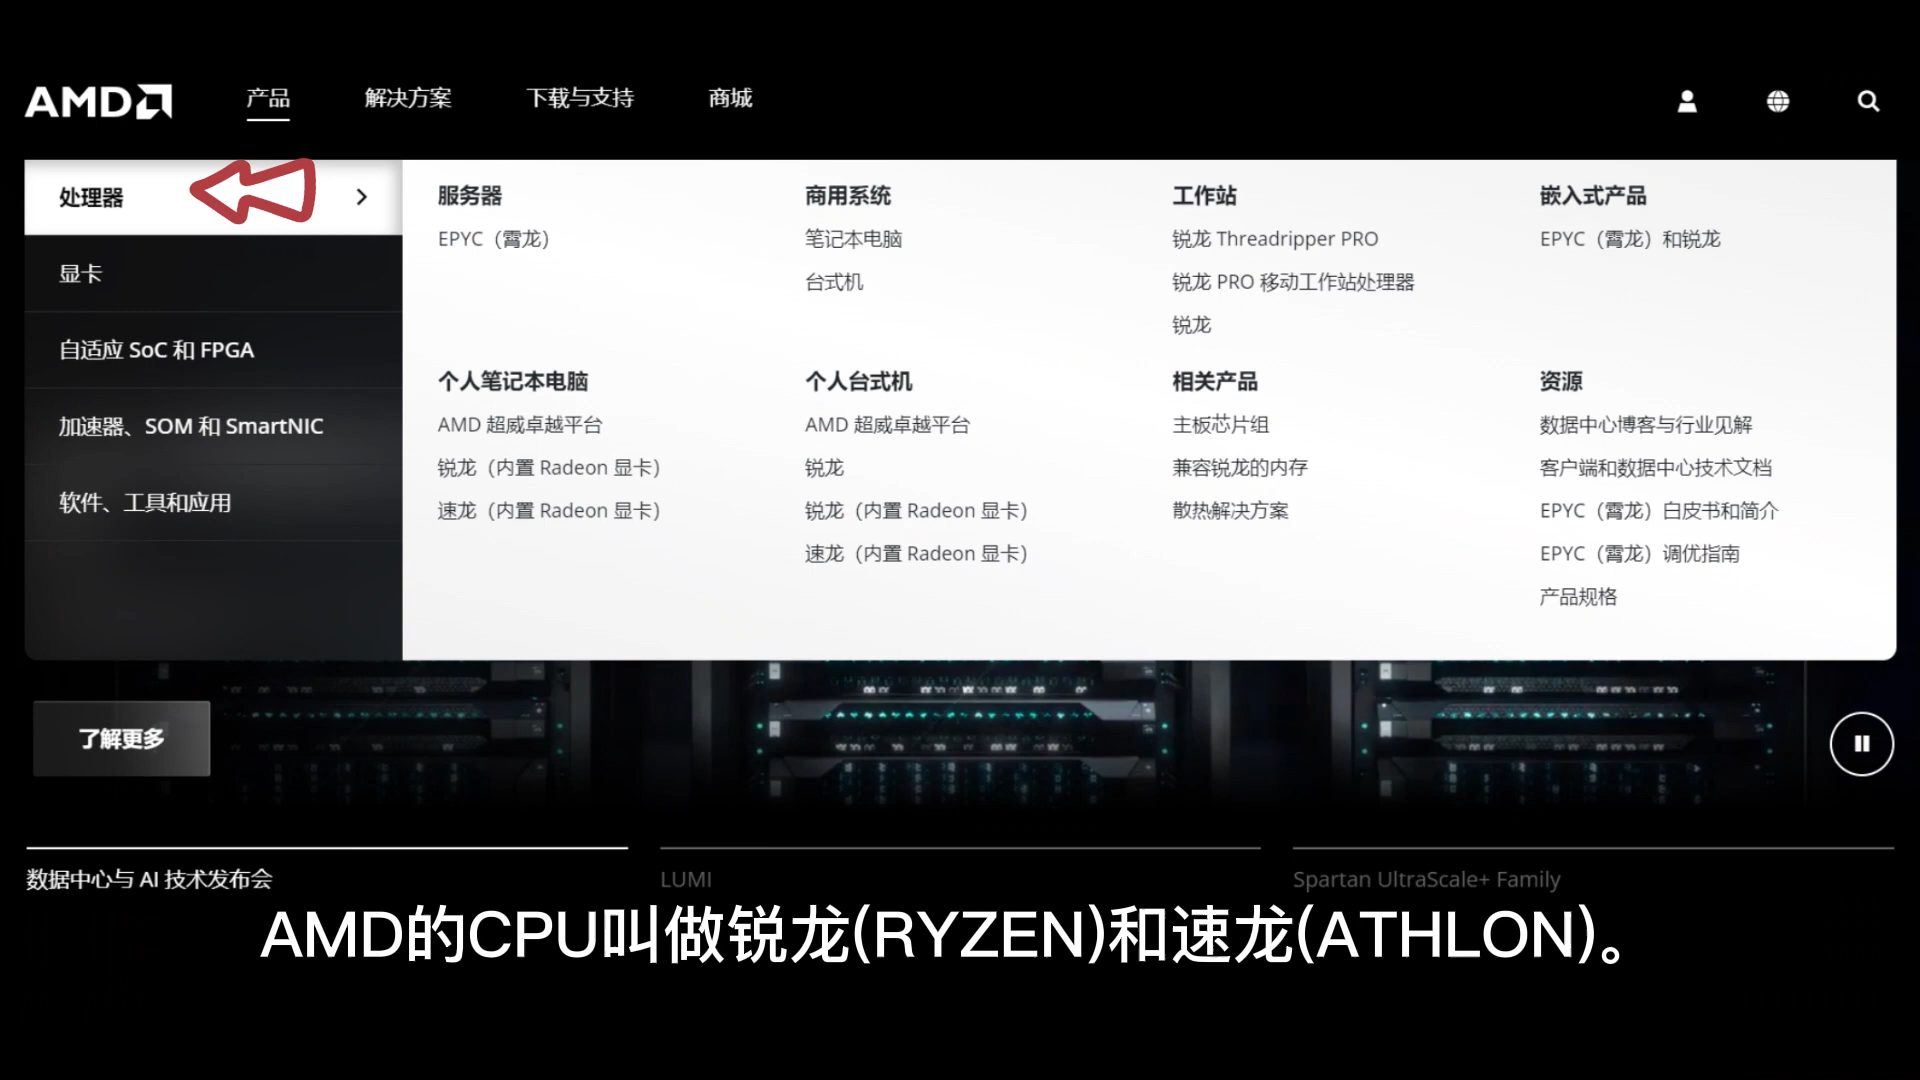 AMD
产品
解决方案
下载与支持
商城
处理器
显卡
自适应 SoC 和 FPGA
加速器、SOM 和 SmartNIC
软件、工具和应用
服务器
EPYC（霄龙）
商用系统
笔记本电脑
台式机
工作站
锐龙 Threadripper PRO
锐龙 PRO 移动工作站处理器
锐龙
嵌入式产品
EPYC（霄龙）和锐龙
个人笔记本电脑
AMD 超威卓越平台
锐龙（内置 Radeon 显卡）
速龙（内置 Radeon 显卡）
个人台式机
AMD 超威卓越平台
锐龙
锐龙（内置 Radeon 显卡）
速龙（内置 Radeon 显卡）
相关产品
主板芯片组
兼容锐龙的内存
散热解决方案
资源
数据中心博客与行业见解
客户端和数据中心技术文档
EPYC（霄龙）白皮书和简介
EPYC（霄龙）调优指南
产品规格
了解更多
数据中心与 AI 技术发布会
LUMI
Spartan UltraScale+ Family
AMD的CPU叫做锐龙(RYZEN)和速龙(ATHLON)。